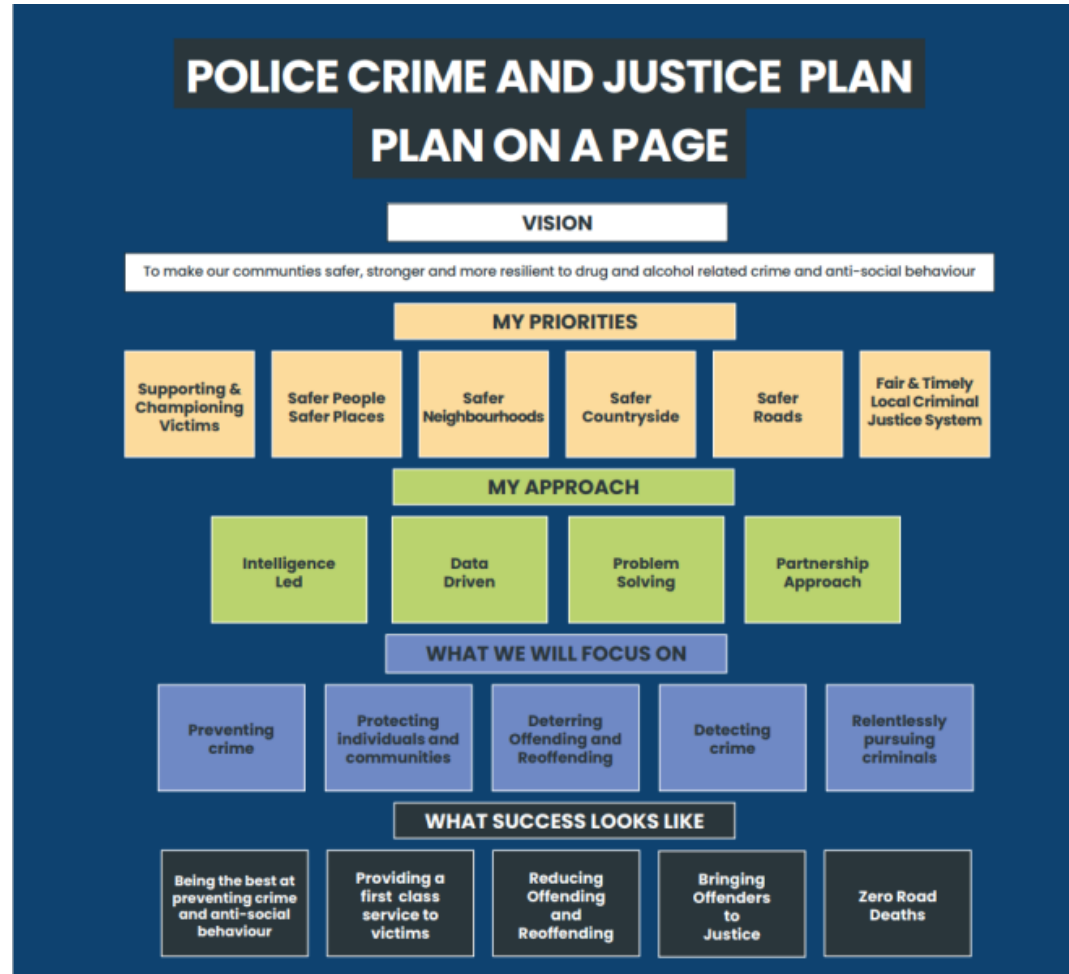 POLICE CRIME AND JUSTICE PLAN
PLAN ON A PAGE
VISION
To make our communties safer, stronger and more resilient to drug and alcohol related crime and anti-social behaviour
MY PRIORITIES
Supporting &
Championing
Victims
Safer People
Safer Places
Safer
Neighbourhoods
Safer
Countryside
Safer
Roads
Fair & Timely
Local Criminal
Justice System
MY APPROACH
Intelligence
Led
Data
Driven
Problem
Solving
Partnership
Approach
WHAT WE WILL FOCUS ON
Preventing
crime
Protecting
individuals and
communities
Deterring
Offending and
Reoffending
Detecting
crime
Relentlessly
pursuing
criminals
WHAT SUCCESS LOOKS LIKE
Being the best at
preventing crime
and anti-social
behaviour
Providing a
first class
service to
victims
Reducing
Offending
and
Reoffending
Bringing
Offenders
to
Justice
Zero Road
Deaths